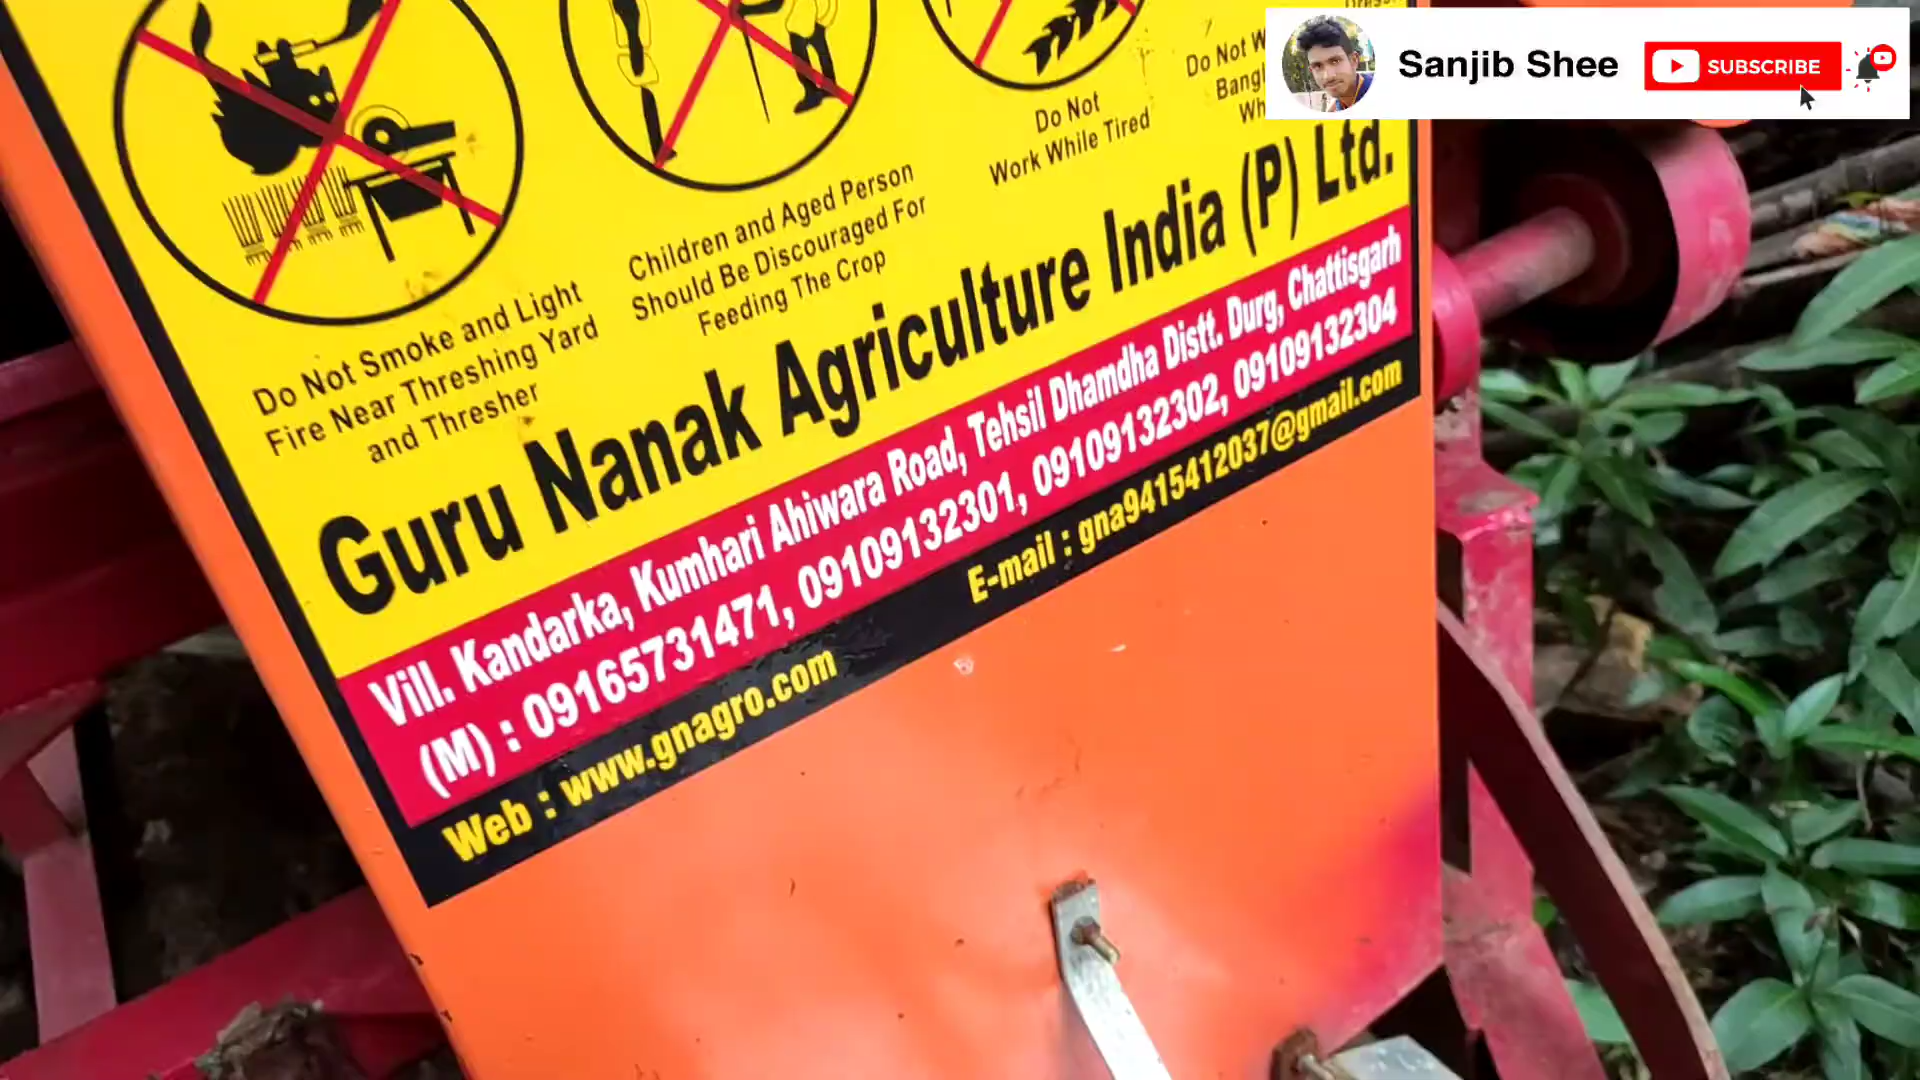 Sanjib Shee
SUBSCRIBE
Do Not Smoke and Light
Fire Near Threshing Yard
and Thresher
Children and Aged Person
Should Be Discouraged For
Feeding The Crop
Do Not
Work While Tired
Do Not
Guru Nanak Agriculture India (P) Ltd.
Vill. Kandarka, Kumhari Ahiwara Road, Tehsil Dhamdha Distt. Durg, Chattisgarh
(M) : 09165731471, 09109132301, 09109132302, 09109132304
Web : www.gnagro.com
E-mail : gna9415412037@gmail.com